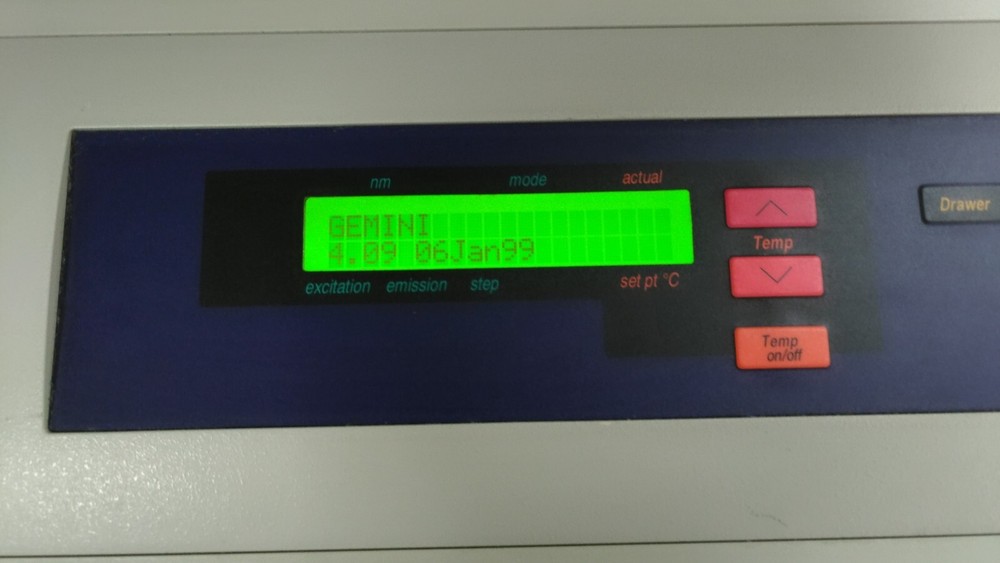 nm mode actual
GEMINI
4.09 06Jan99
excitation emission step set pt °C
Temp
Temp
on/off
Drawer